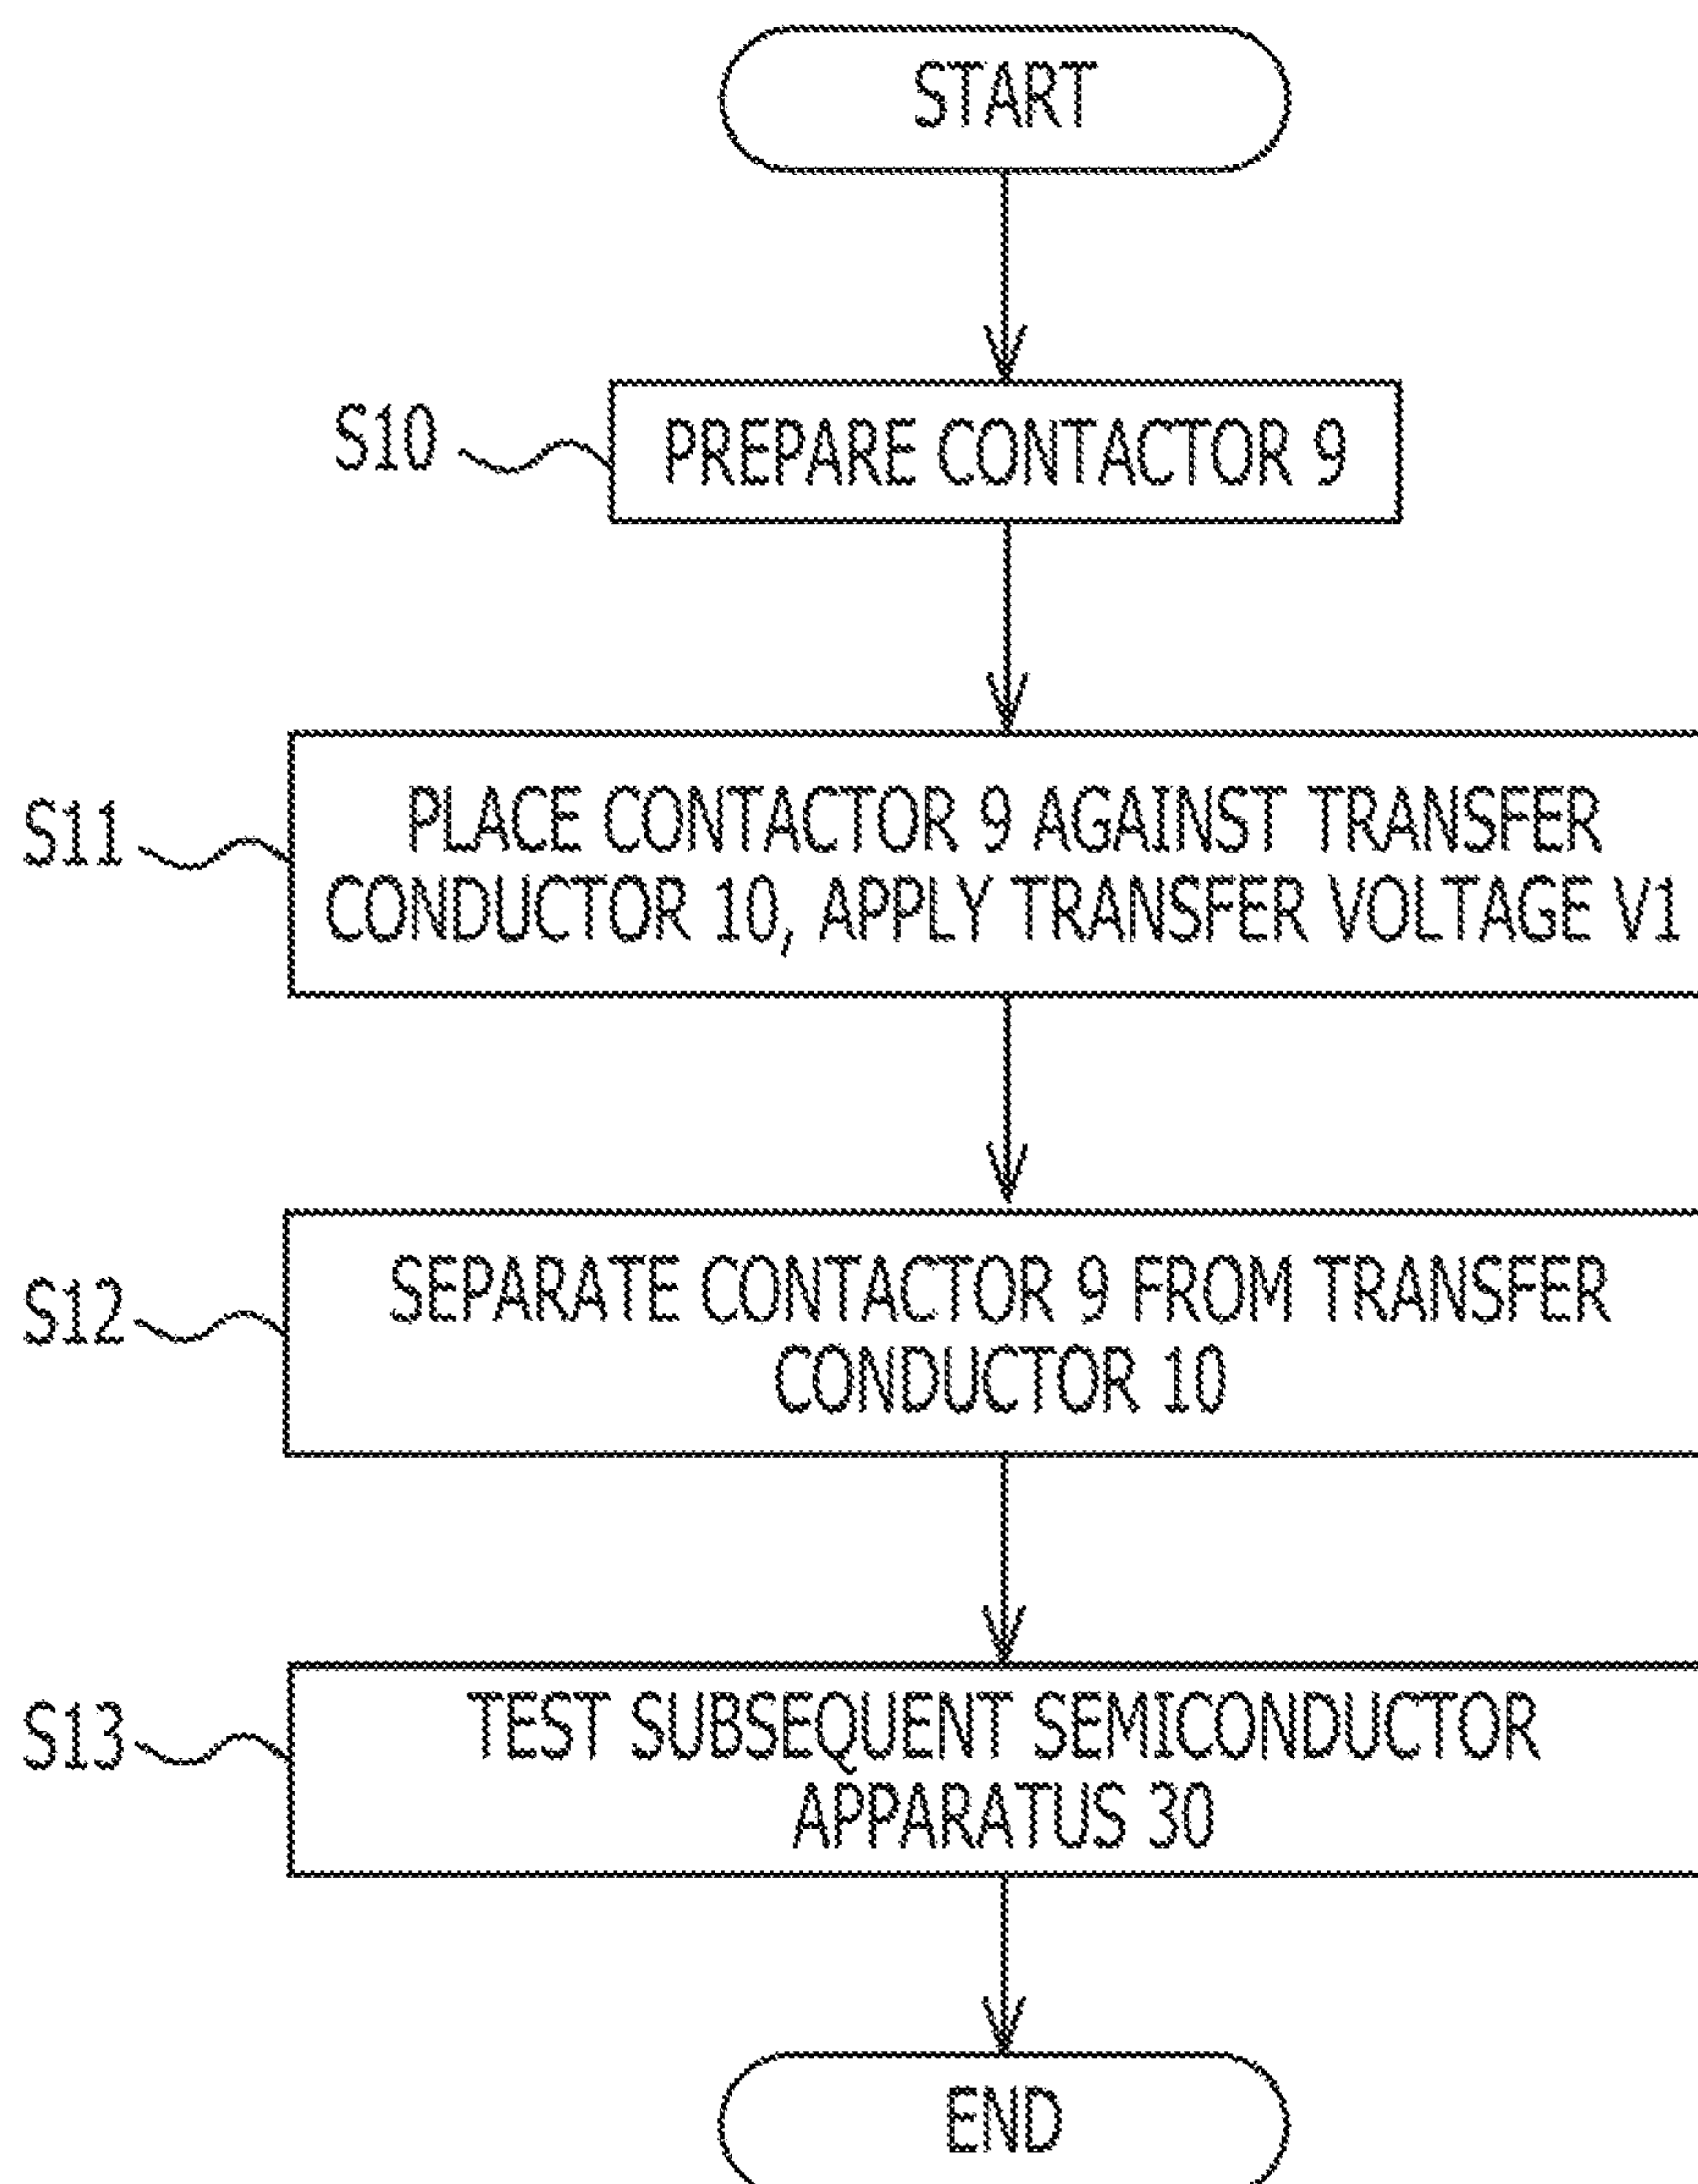 START
S10
PREPARE CONTACTOR 9
S11
PLACE CONTACTOR 9 AGAINST TRANSFER
CONDUCTOR 10, APPLY TRANSFER VOLTAGE V1
S12
SEPARATE CONTACTOR 9 FROM TRANSFER
CONDUCTOR 10
S13
TEST SUBSEQUENT SEMICONDUCTOR
APPARATUS 30
END